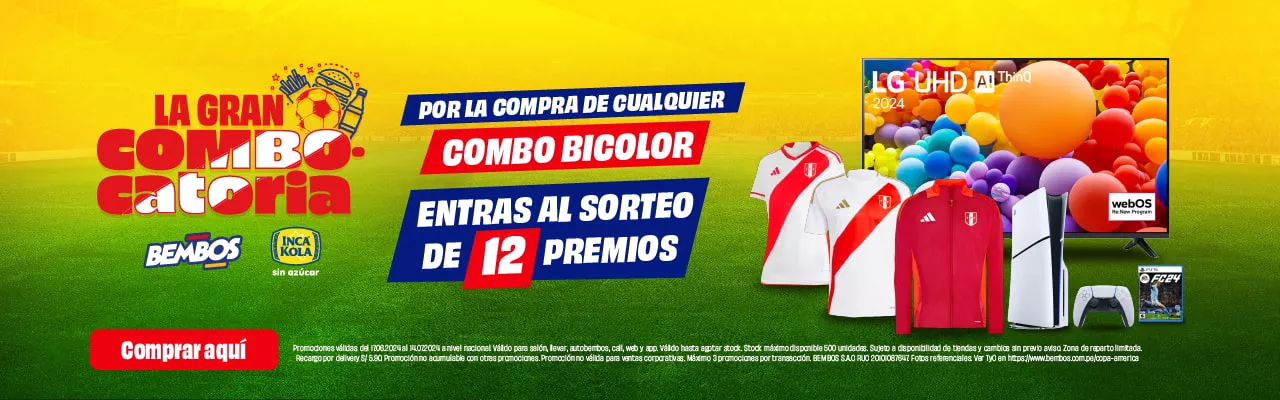 LA GRAN
COMBO-
catoria
BEMBOS
INCA
KOLA
sin azúcar
POR LA COMPRA DE CUALQUIER
COMBO BICOLOR
ENTRAS AL SORTEO
DE 12 PREMIOS
LG UHD AI ThinQ
2024
webOS
Re:New Program
PS5
FC24
Comprar aquí
Promociones válidas del 17.06.2024 al 14.07.2024 a nivel nacional. Válido para salón, llevar, autobembos, call, web y app. Válido hasta agotar stock. Stock máximo disponible 500 unidades. Sujeto a disponibilidad de tiendas y cambios sin previo aviso. Zona de reparto limitada.
Recargo por delivery S/ 5.90. Promoción no acumulable con otras promociones. Promoción no válida para ventas corporativas. Máximo 3 promociones por transacción. BEMBOS S.A.C RUC 20101087647. Fotos referenciales. Ver TyC en https://www.bembos.com.pe/copa-america